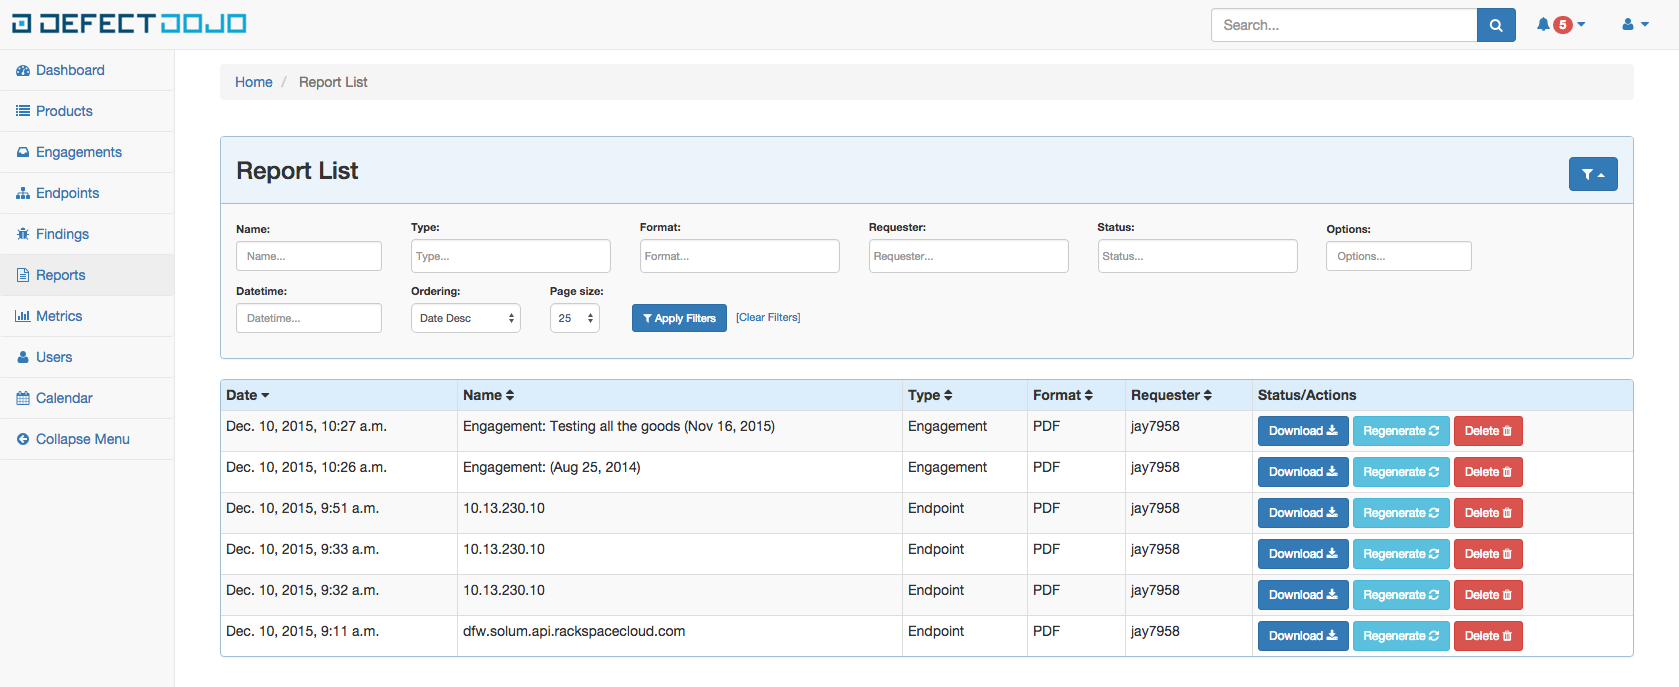 DEFECTDOJO
Search...
5
Dashboard
Products
Engagements
Endpoints
Findings
Reports
Metrics
Users
Calendar
Collapse Menu
Home / Report List
Report List
Name: Type: Format: Requester: Status: Options:
Name... Type... Format... Requester... Status... Options...
Datetime: Ordering: Page size:
Datetime... Date Desc 25 Apply Filters [Clear Filters]
Date Name Type Format Requester Status/Actions
Dec. 10, 2015, 10:27 a.m. Engagement: Testing all the goods (Nov 16, 2015) Engagement PDF jay7958 Download Regenerate Delete
Dec. 10, 2015, 10:26 a.m. Engagement: (Aug 25, 2014) Engagement PDF jay7958 Download Regenerate Delete
Dec. 10, 2015, 9:51 a.m. 10.13.230.10 Endpoint PDF jay7958 Download Regenerate Delete
Dec. 10, 2015, 9:33 a.m. 10.13.230.10 Endpoint PDF jay7958 Download Regenerate Delete
Dec. 10, 2015, 9:32 a.m. 10.13.230.10 Endpoint PDF jay7958 Download Regenerate Delete
Dec. 10, 2015, 9:11 a.m. dfw.solum.api.rackspacecloud.com Endpoint PDF jay7958 Download Regenerate Delete